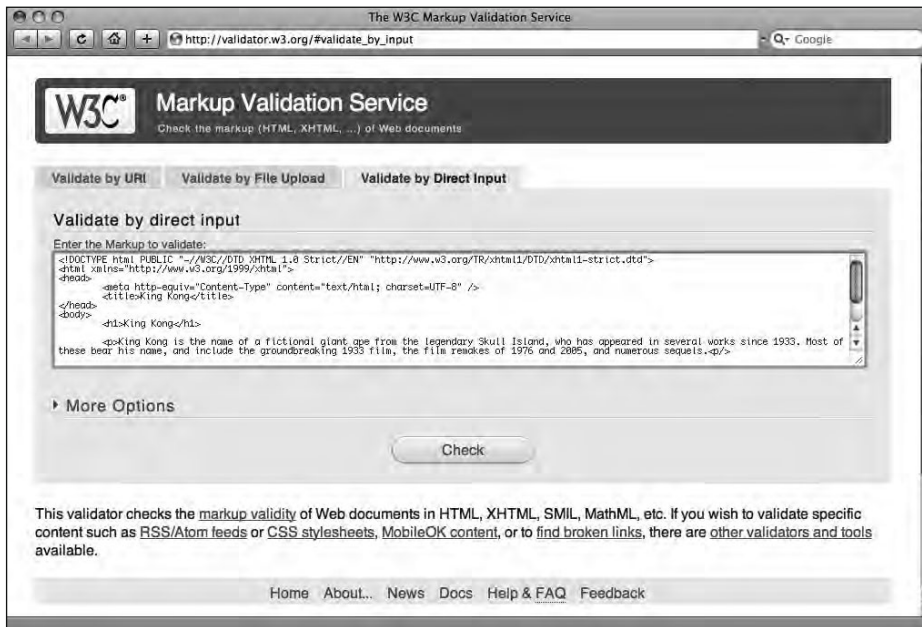 The W3C Markup Validation Service
http://validator.w3.org/#validate_by_input
Google
W3C®
Markup Validation Service
Check the markup (HTML, XHTML, ...) of Web documents
Validate by URI Validate by File Upload Validate by Direct Input
Validate by direct input
Enter the Markup to validate:
<!DOCTYPE html PUBLIC "-//W3C//DTD XHTML 1.0 Strict//EN" "http://www.w3.org/TR/xhtml1/DTD/xhtml1-strict.dtd">
<html xmlns="http://www.w3.org/1999/xhtml">
<head>
<meta http-equiv="Content-Type" content="text/html; charset=UTF-8" />
<title>King Kong</title>
</head>
<body>
<h1>King Kong</h1>
<p>King Kong is the name of a fictional giant ape from the legendary Skull Island, who has appeared in several works since 1933. Most of
these bear his name, and include the groundbreaking 1933 film, the film remakes of 1976 and 2005, and numerous sequels.<p/>
More Options
Check
This validator checks the markup validity of Web documents in HTML, XHTML, SMIL, MathML, etc. If you wish to validate specific
content such as RSS/Atom feeds or CSS stylesheets, MobileOK content, or to find broken links, there are other validators and tools
available.
Home About... News Docs Help & FAQ Feedback